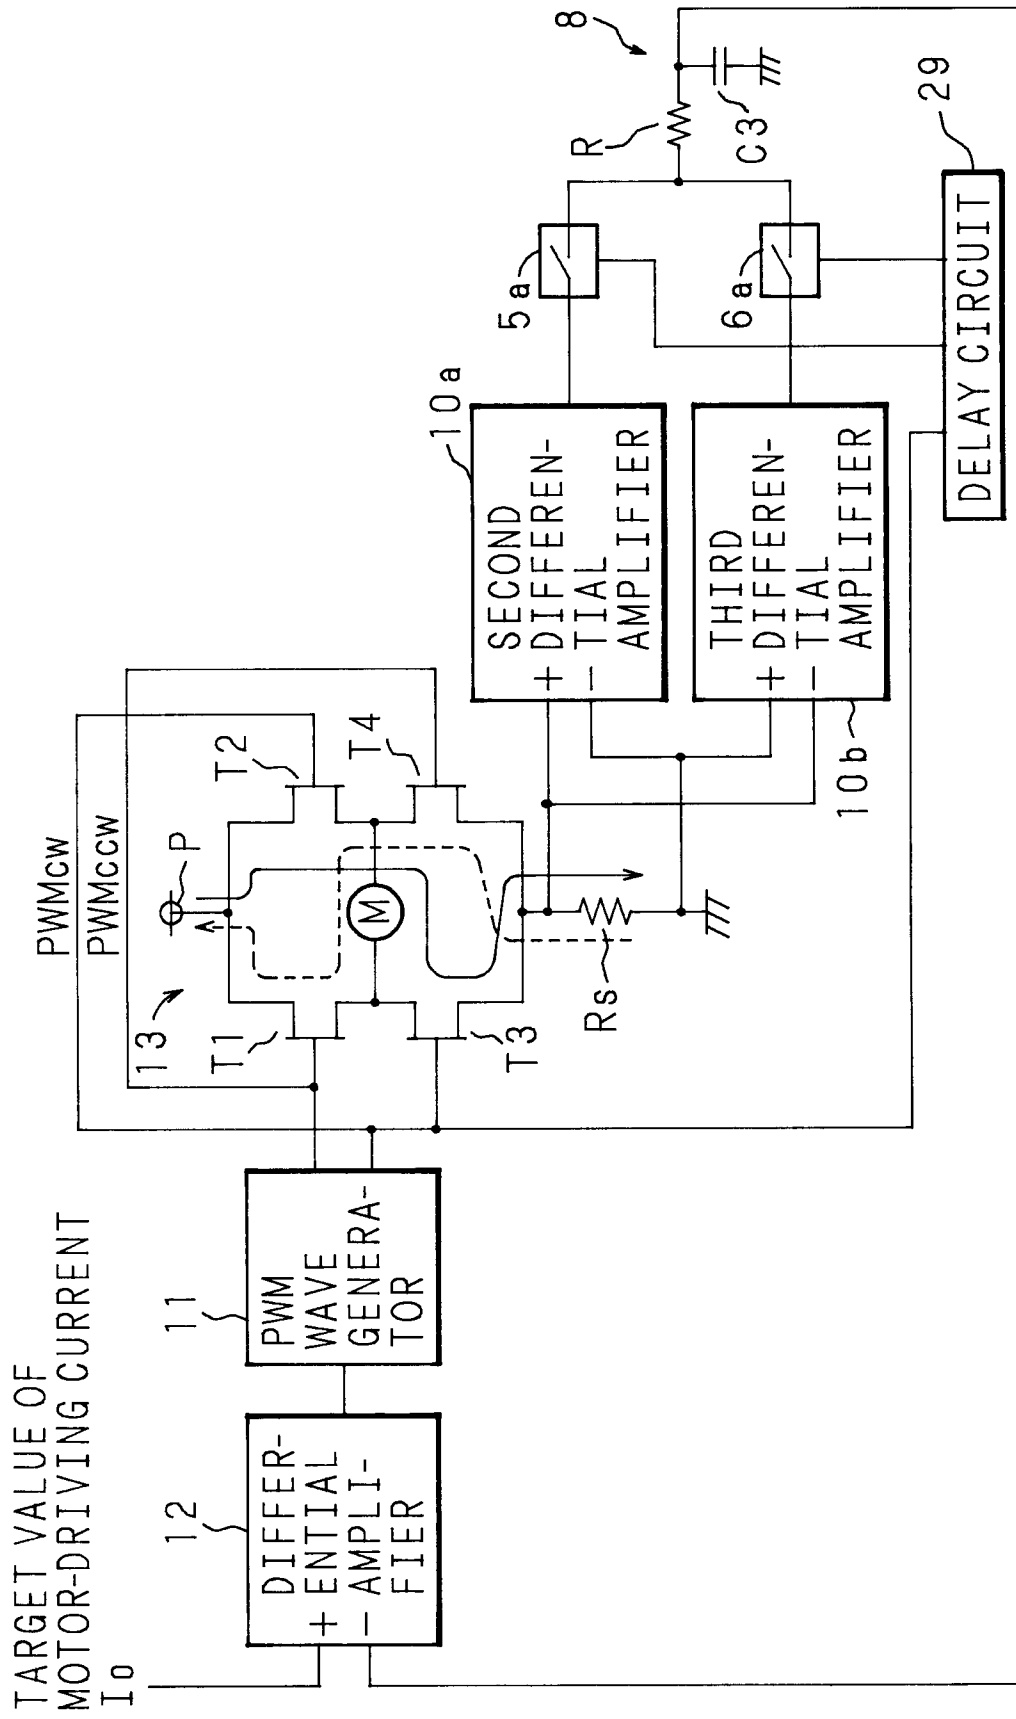 TARGET VALUE OF
MOTOR-DRIVING CURRENT
Io
12
DIFFER-
ENTIAL
AMPLI-
FIER
+
−
11
PWM
WAVE
GENERA-
TOR
PWMcw
PWMccw
13
P
T1
T2
M
T3
T4
Rs
10a
SECOND
DIFFEREN-
TIAL
AMPLIFIER
+
−
THIRD
DIFFEREN-
TIAL
AMPLIFIER
+
−
10b
5a
6a
R
8
C3
29
DELAY CIRCUIT